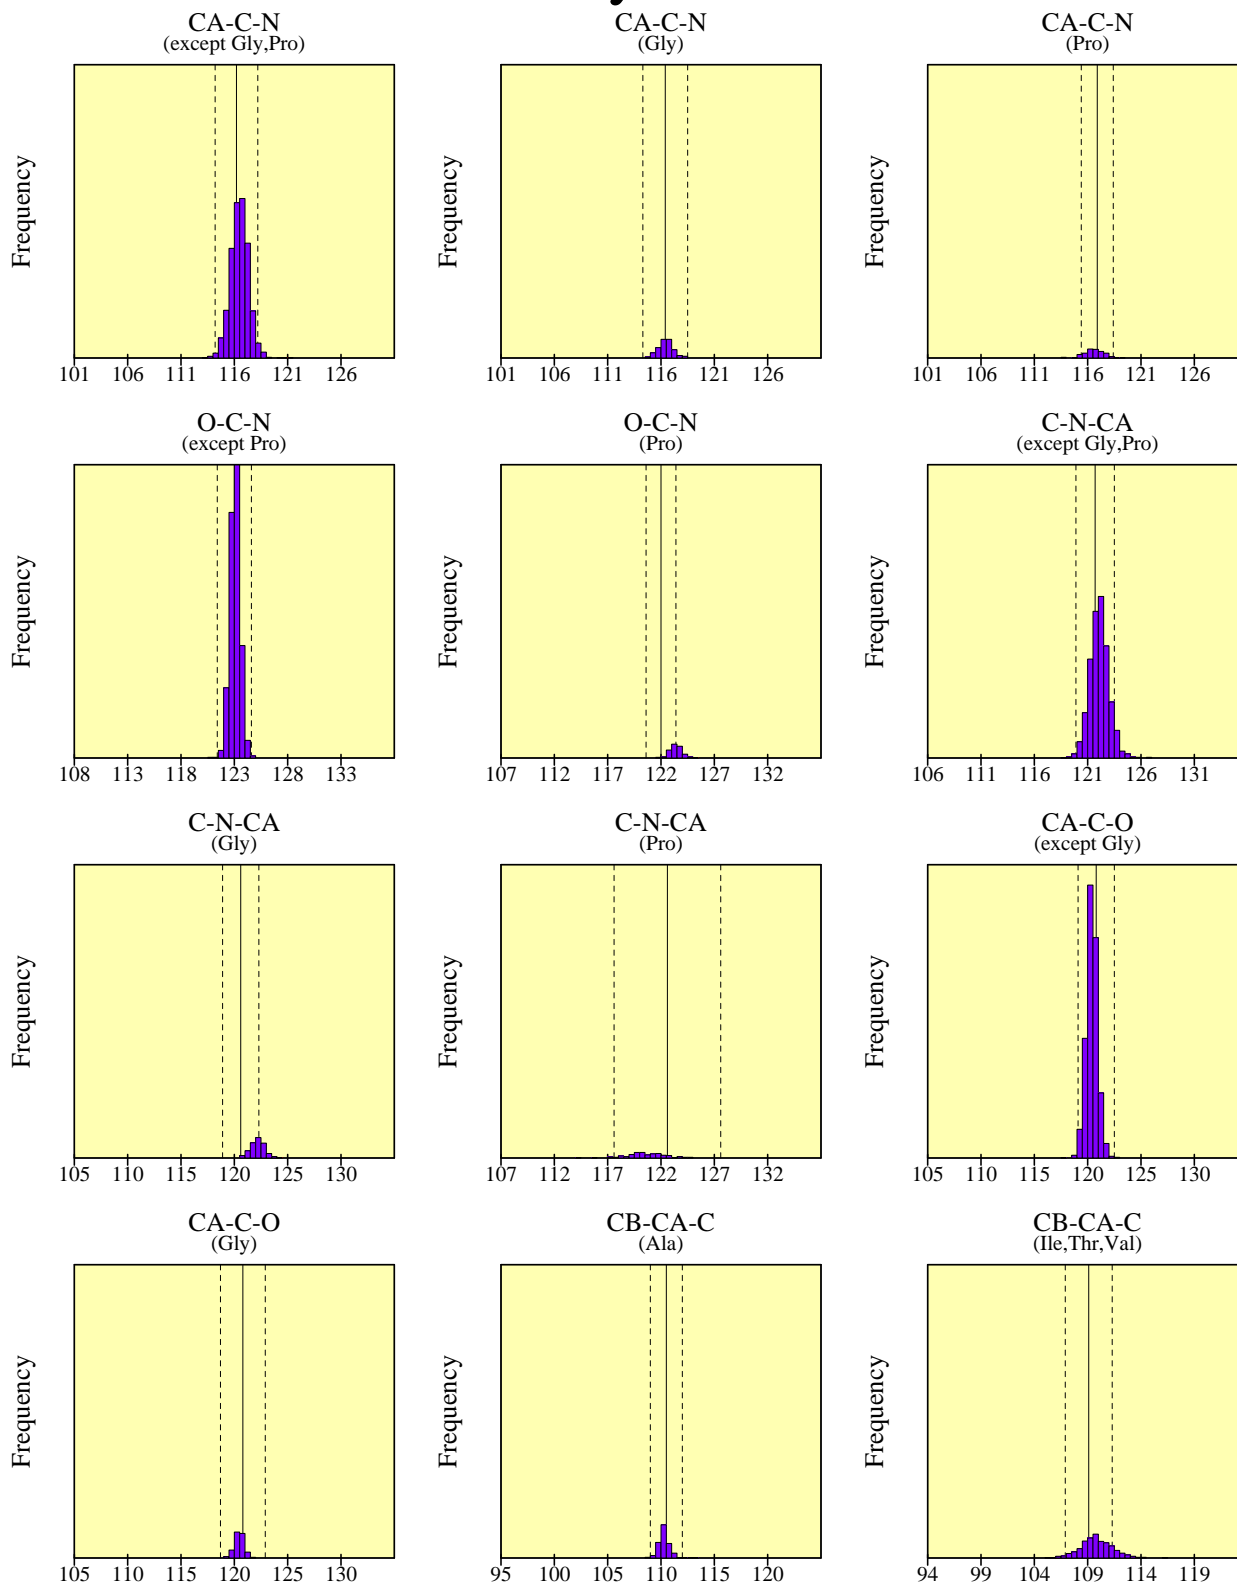 CA-C-N CA-C-N CA-C-N
(except Gly,Pro) (Gly) (Pro)
Frequency Frequency Frequency
101 106 111 116 121 126 101 106 111 116 121 126 101 106 111 116 121 126
O-C-N O-C-N C-N-CA
(except Pro) (Pro) (except Gly,Pro)
Frequency Frequency Frequency
108 113 118 123 128 133 107 112 117 122 127 132 106 111 116 121 126 131
C-N-CA C-N-CA CA-C-O
(Gly) (Pro) (except Gly)
Frequency Frequency Frequency
105 110 115 120 125 130 107 112 117 122 127 132 105 110 115 120 125 130
CA-C-O CB-CA-C CB-CA-C
(Gly) (Ala) (Ile,Thr,Val)
Frequency Frequency Frequency
105 110 115 120 125 130 95 100 105 110 115 120 94 99 104 109 114 119